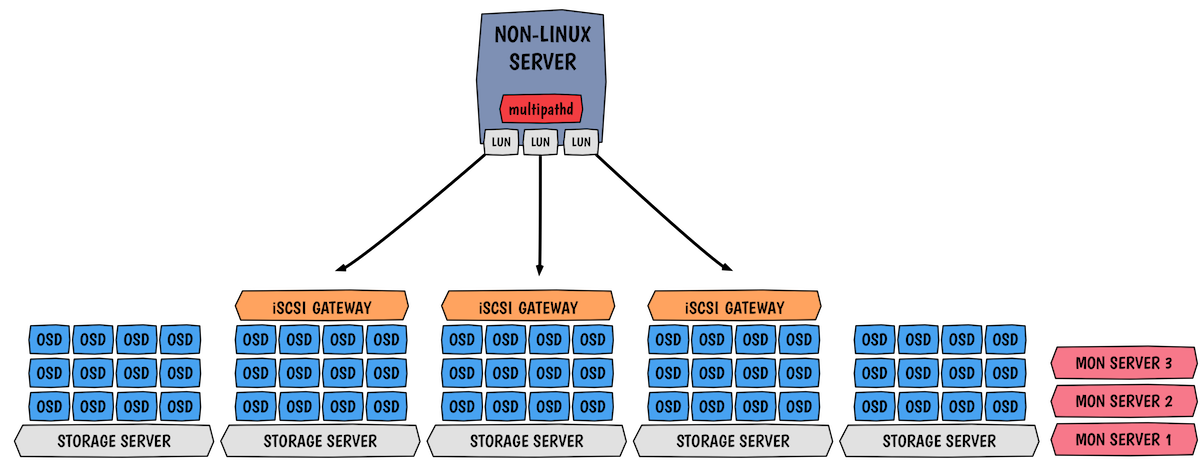 NON-LINUX
SERVER
multipathd
LUN LUN LUN
iSCSI GATEWAY iSCSI GATEWAY iSCSI GATEWAY
OSD OSD OSD OSD OSD OSD OSD OSD OSD OSD OSD OSD OSD OSD OSD OSD OSD OSD OSD OSD
MON SERVER 3
OSD OSD OSD OSD OSD OSD OSD OSD OSD OSD OSD OSD OSD OSD OSD OSD OSD OSD OSD OSD
MON SERVER 2
OSD OSD OSD OSD OSD OSD OSD OSD OSD OSD OSD OSD OSD OSD OSD OSD OSD OSD OSD OSD
STORAGE SERVER STORAGE SERVER STORAGE SERVER STORAGE SERVER STORAGE SERVER MON SERVER 1